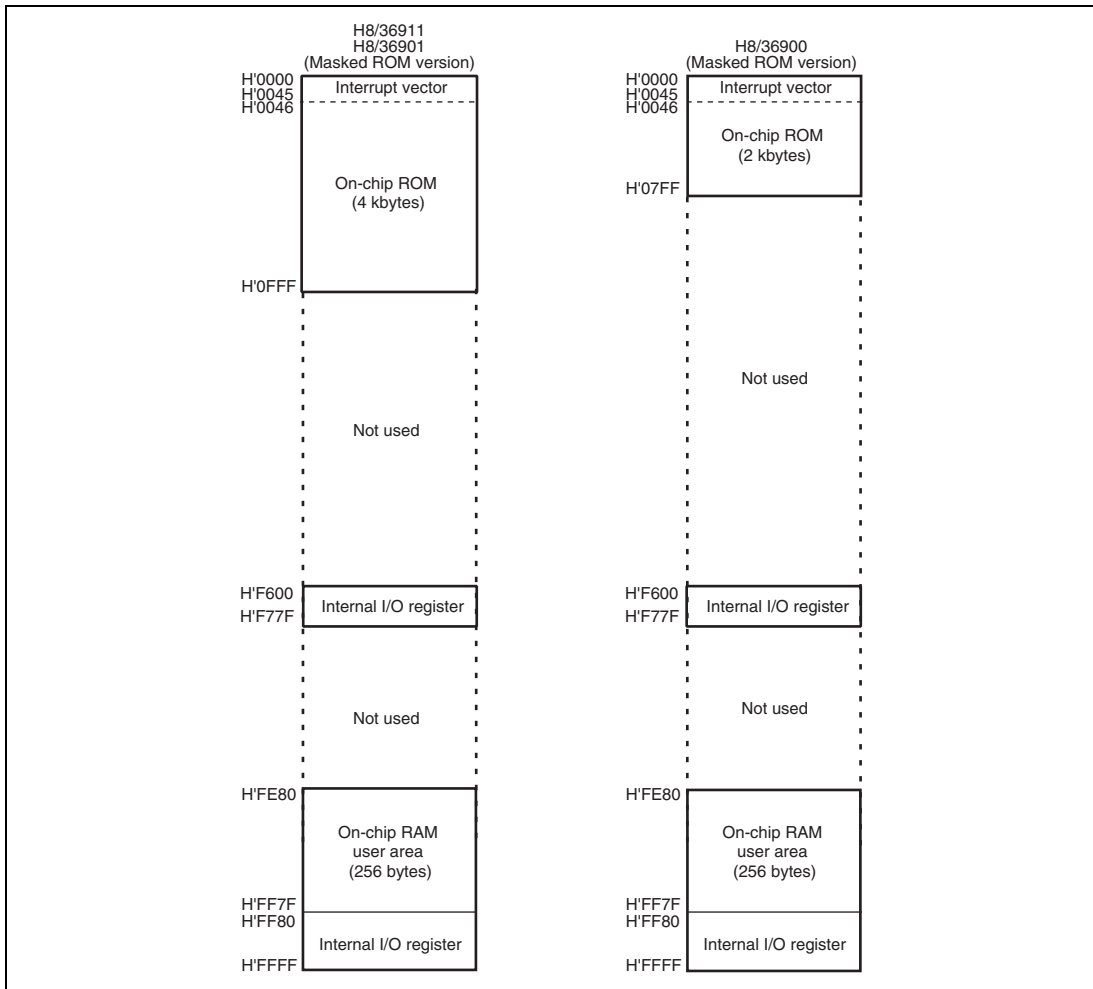 H8/36911
H8/36901
(Masked ROM version)
H'0000
H'0045
H'0046
Interrupt vector
On-chip ROM
(4 kbytes)
H'0FFF
Not used
H'F600
H'F77F
Internal I/O register
Not used
H'FE80
On-chip RAM
user area
(256 bytes)
H'FF7F
H'FF80
Internal I/O register
H'FFFF
H8/36900
(Masked ROM version)
H'0000
H'0045
H'0046
Interrupt vector
On-chip ROM
(2 kbytes)
H'07FF
Not used
H'F600
H'F77F
Internal I/O register
Not used
H'FE80
On-chip RAM
user area
(256 bytes)
H'FF7F
H'FF80
Internal I/O register
H'FFFF